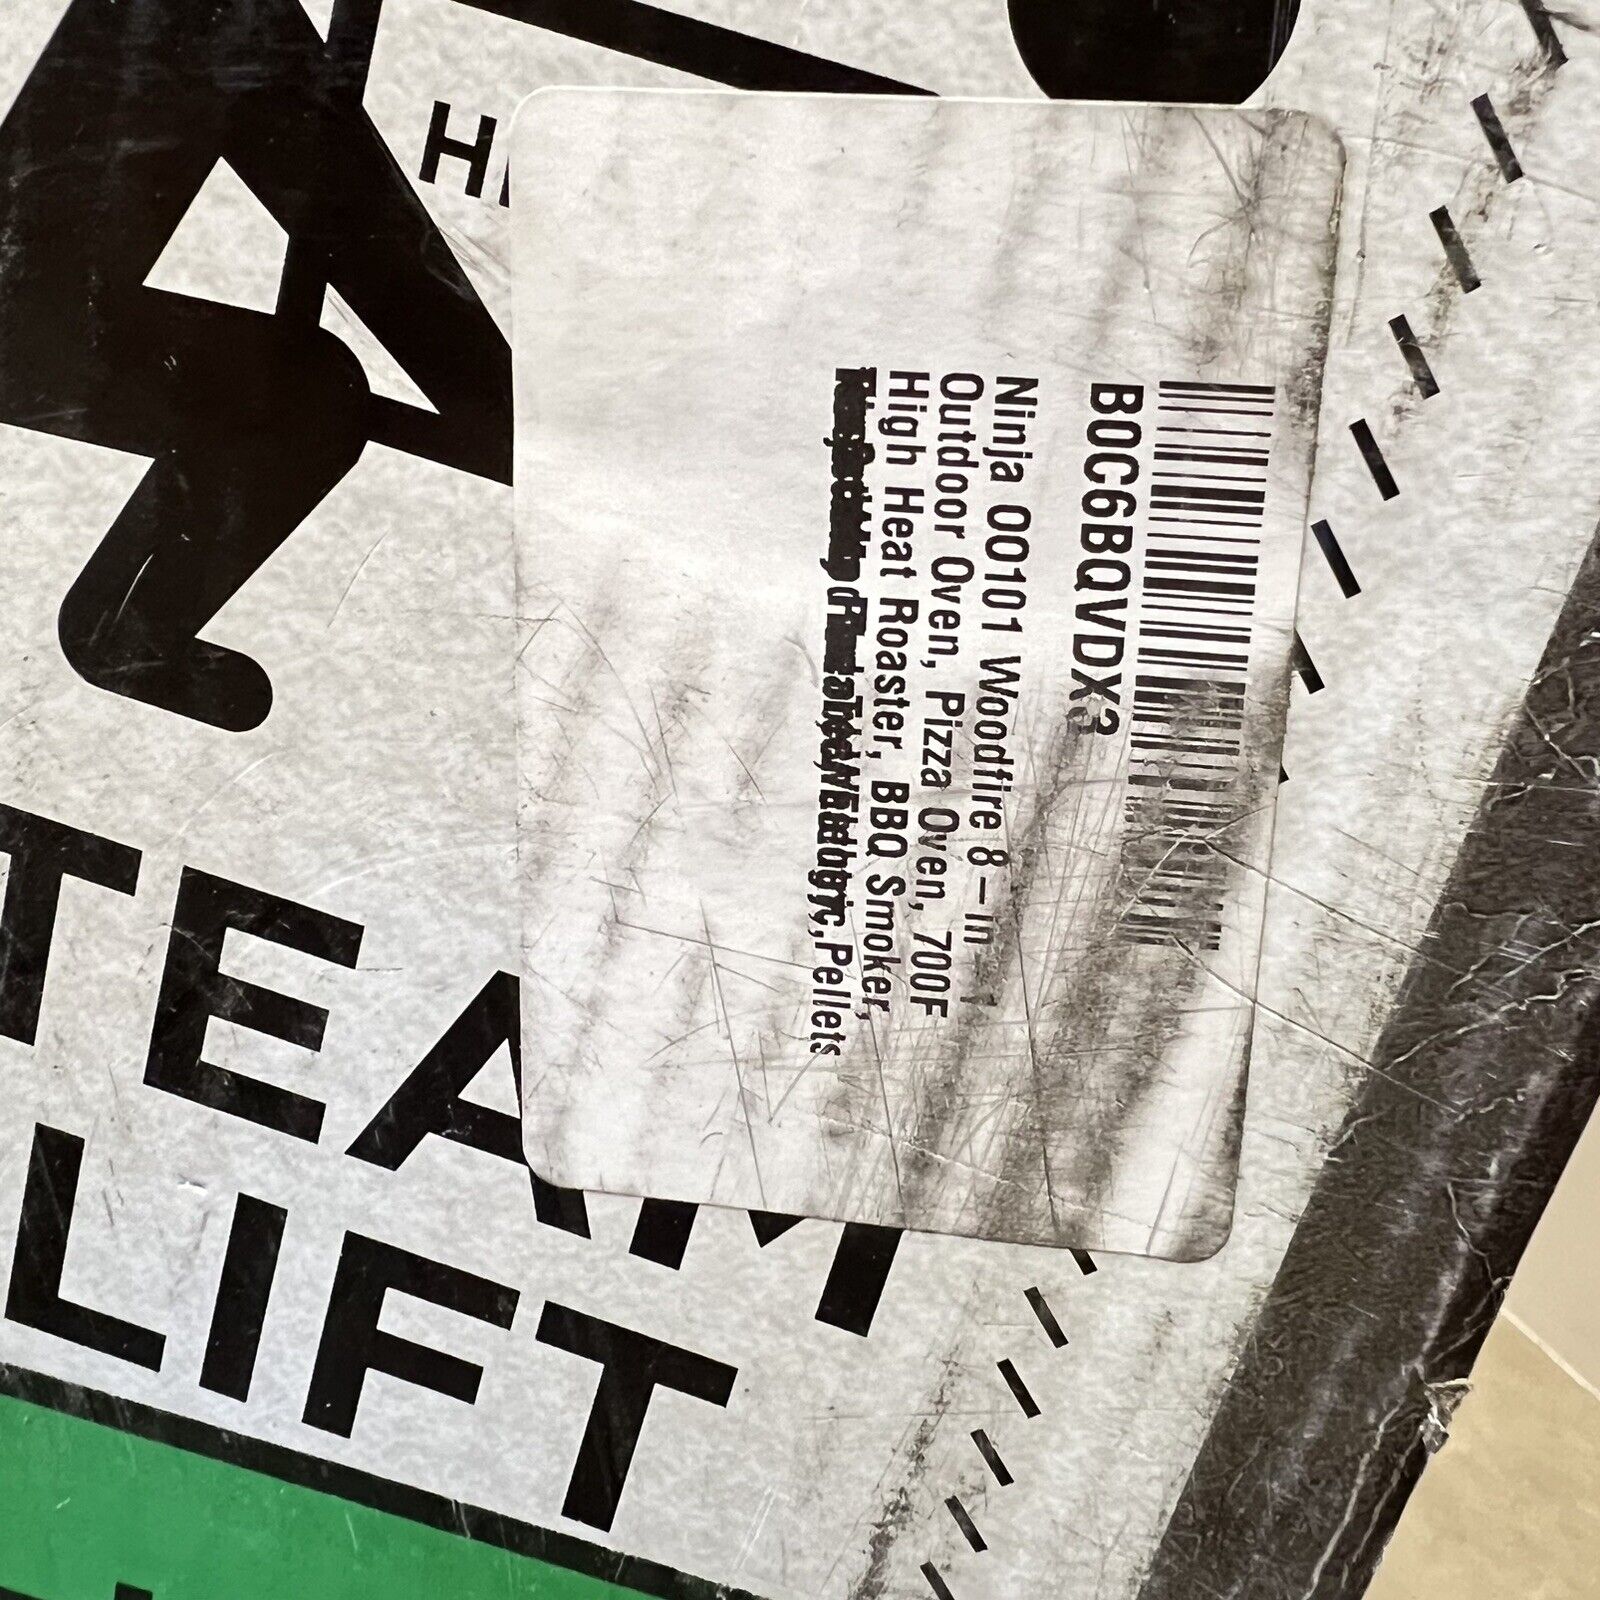 B0C6BQVDX3
Ninja OO101 Woodfire 8-in
Outdoor Oven, Pizza Oven, 700F
High Heat Roaster, BBQ Smoker,
Pellets
TEAM
LIFT